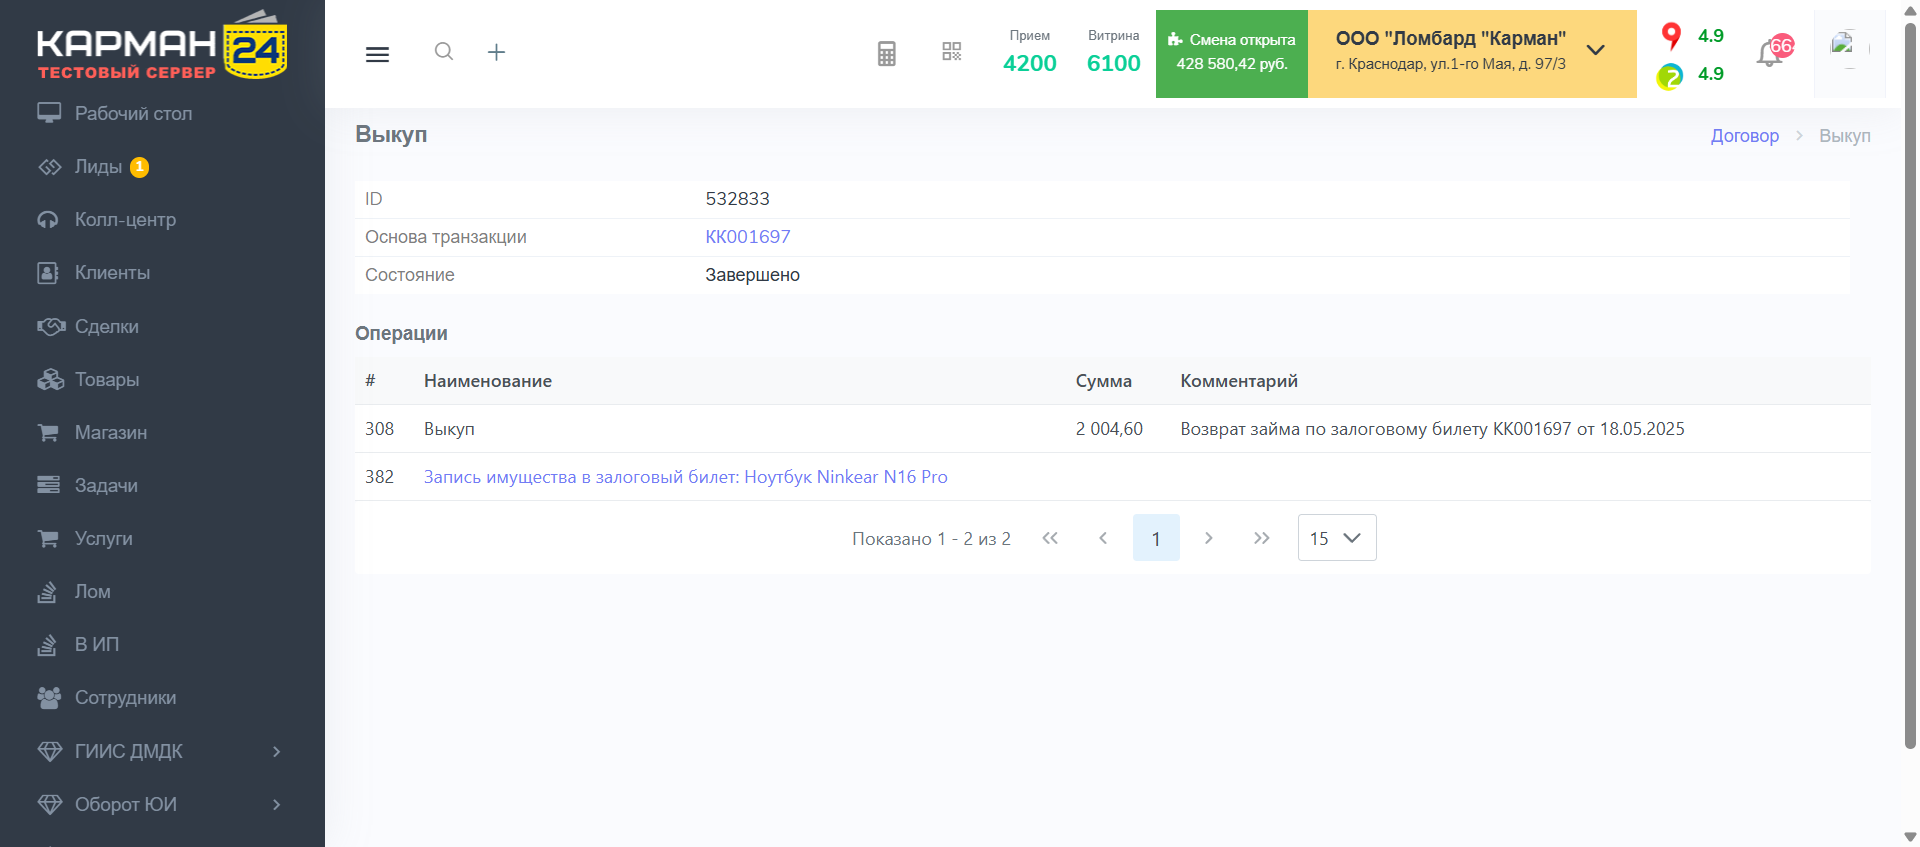 КАРМАН 24
ТЕСТОВЫЙ СЕРВЕР
Рабочий стол
Лиды 1
Колл-центр
Клиенты
Сделки
Товары
Магазин
Задачи
Услуги
Лом
В ИП
Сотрудники
ГИИС ДМДК
Оборот ЮИ
Прием
4200
Витрина
6100
Смена открыта
428 580,42 руб.
ООО "Ломбард "Карман"
г. Краснодар, ул.1-го Мая, д. 97/3
4.9
4.9
Выкуп
Договор > Выкуп
ID 532833
Основа транзакции КК001697
Состояние Завершено
Операции
# Наименование Сумма Комментарий
308 Выкуп 2 004,60 Возврат займа по залоговому билету КК001697 от 18.05.2025
382 Запись имущества в залоговый билет: Ноутбук Ninkear N16 Pro
Показано 1 - 2 из 2 « ‹ 1 › » 15